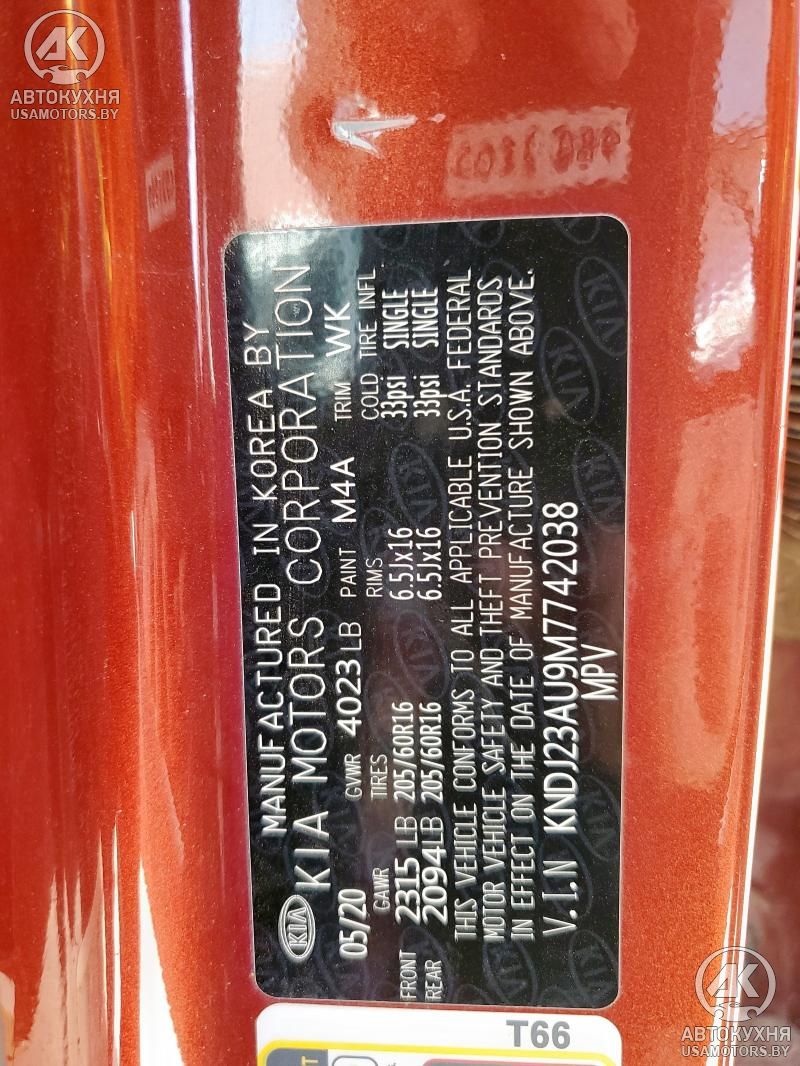 АВТОКУХНЯ
USAMOTORS.BY
KIA
MANUFACTURED IN KOREA BY
KIA MOTORS CORPORATION
05/20 GVWR 4023LB PAINT M4A TRIM WK
GAWR TIRES RIMS COLD TIRE INFL
FRONT 2315LB 205/60R16 6.5Jx16 33psi SINGLE
REAR 2094LB 205/60R16 6.5Jx16 33psi SINGLE
THIS VEHICLE CONFORMS TO ALL APPLICABLE U.S.A. FEDERAL
MOTOR VEHICLE SAFETY AND THEFT PREVENTION STANDARDS
IN EFFECT ON THE DATE OF MANUFACTURE SHOWN ABOVE.
V.I.N KNDJ23AU9M7742038
MPV
T66
АВТОКУХНЯ
USAMOTORS.BY